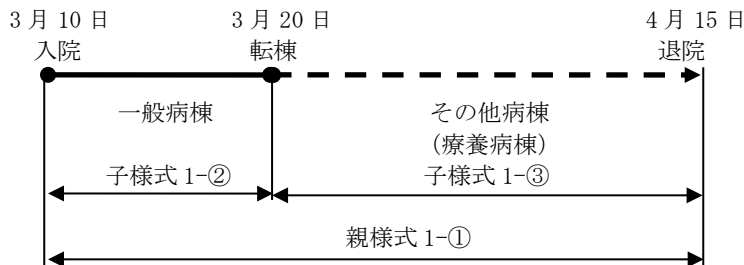 3 月 10 日 3 月 20 日 4 月 15 日
入院 転棟 退院
一般病棟 その他病棟
(療養病棟)
子様式 1-② 子様式 1-③
親様式 1-①